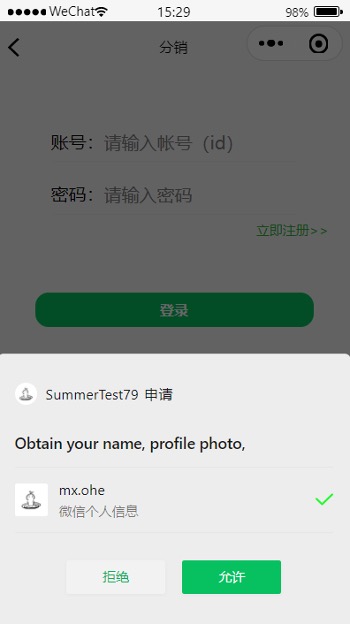 WeChat 15:29 98%
分销
账号：请输入帐号（id）
密码：请输入密码
立即注册>>
登录
SummerTest79 申请
Obtain your name, profile photo,
mx.ohe
微信个人信息
拒绝 允许